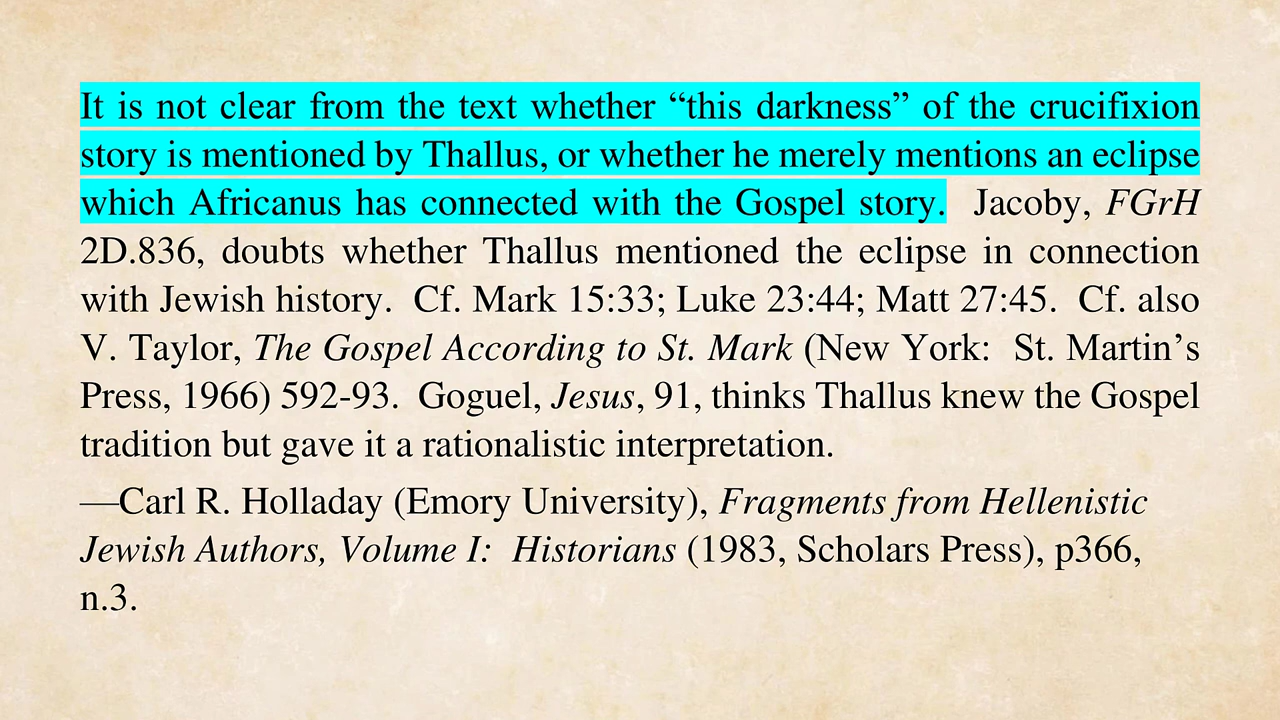 It is not clear from the text whether “this darkness” of the crucifixion
story is mentioned by Thallus, or whether he merely mentions an eclipse
which Africanus has connected with the Gospel story.  Jacoby, FGrH
2D.836, doubts whether Thallus mentioned the eclipse in connection
with Jewish history.  Cf. Mark 15:33; Luke 23:44; Matt 27:45.  Cf. also
V. Taylor, The Gospel According to St. Mark (New York:  St. Martin’s
Press, 1966) 592-93.  Goguel, Jesus, 91, thinks Thallus knew the Gospel
tradition but gave it a rationalistic interpretation.
—Carl R. Holladay (Emory University), Fragments from Hellenistic
Jewish Authors, Volume I:  Historians (1983, Scholars Press), p366,
n.3.